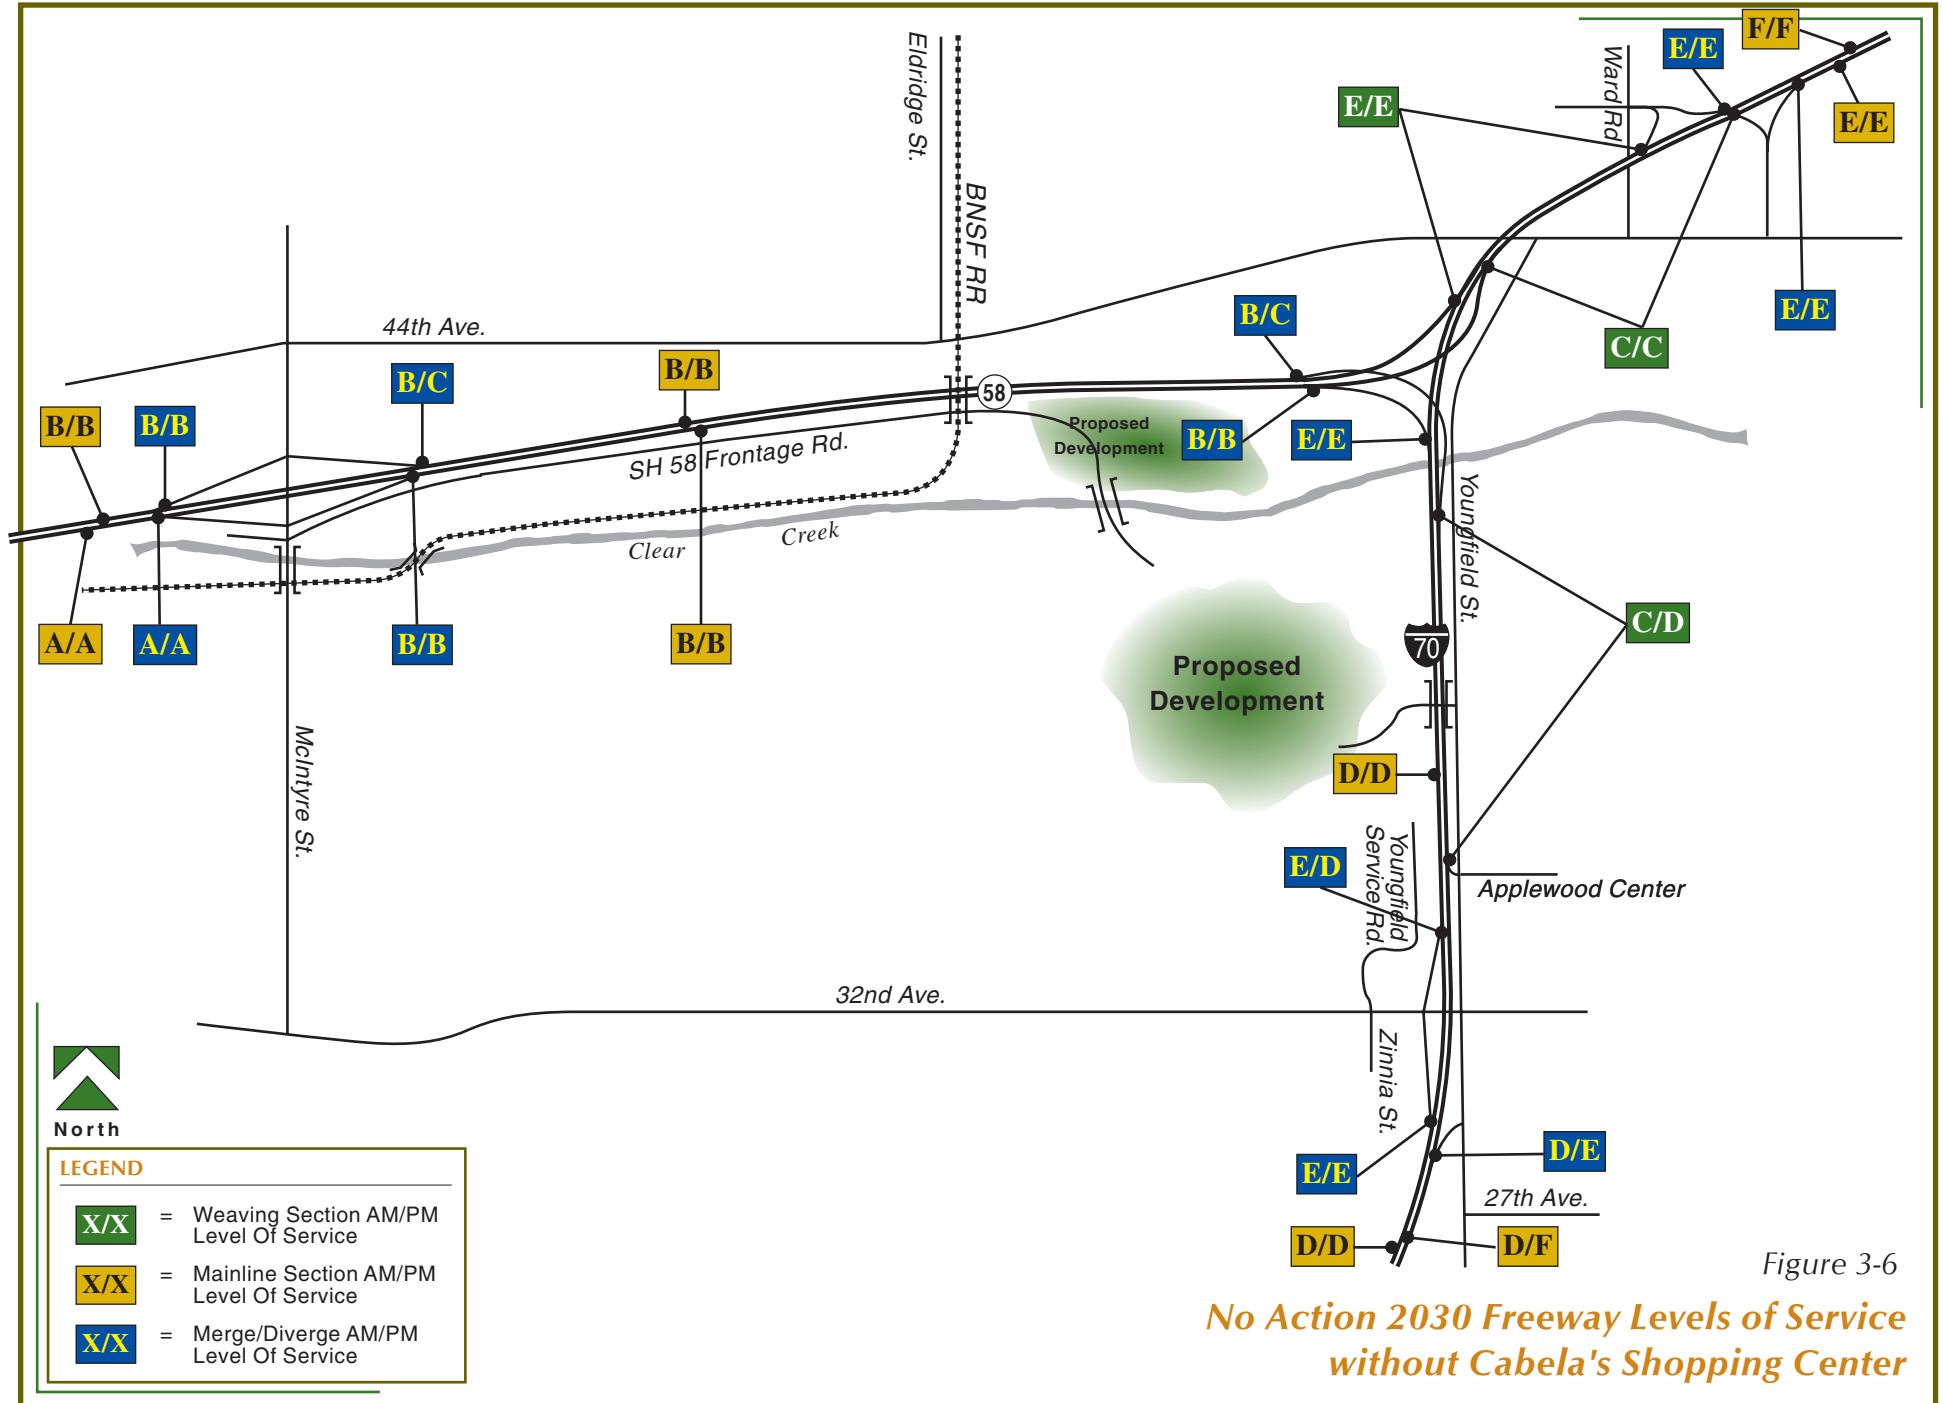 F/F
E/E
Ward Rd
Eldridge St.
E/E
E/E
BNSF RR
B/C
E/E
44th Ave.
C/C
B/C
B/B
58
B/B
B/B
Proposed
Development
B/B
E/E
SH 58 Frontage Rd.
Youngfield St.
Clear Creek
A/A
A/A
B/B
B/B
C/D
70
Proposed
Development
McIntyre St.
D/D
Youngfield
Service Rd.
E/D
Applewood Center
32nd Ave.
Zinnia St.
North
E/E
D/E
27th Ave.
D/D
D/F
LEGEND
X/X = Weaving Section AM/PM
Level Of Service
X/X = Mainline Section AM/PM
Level Of Service
X/X = Merge/Diverge AM/PM
Level Of Service
Figure 3-6
No Action 2030 Freeway Levels of Service
without Cabela's Shopping Center